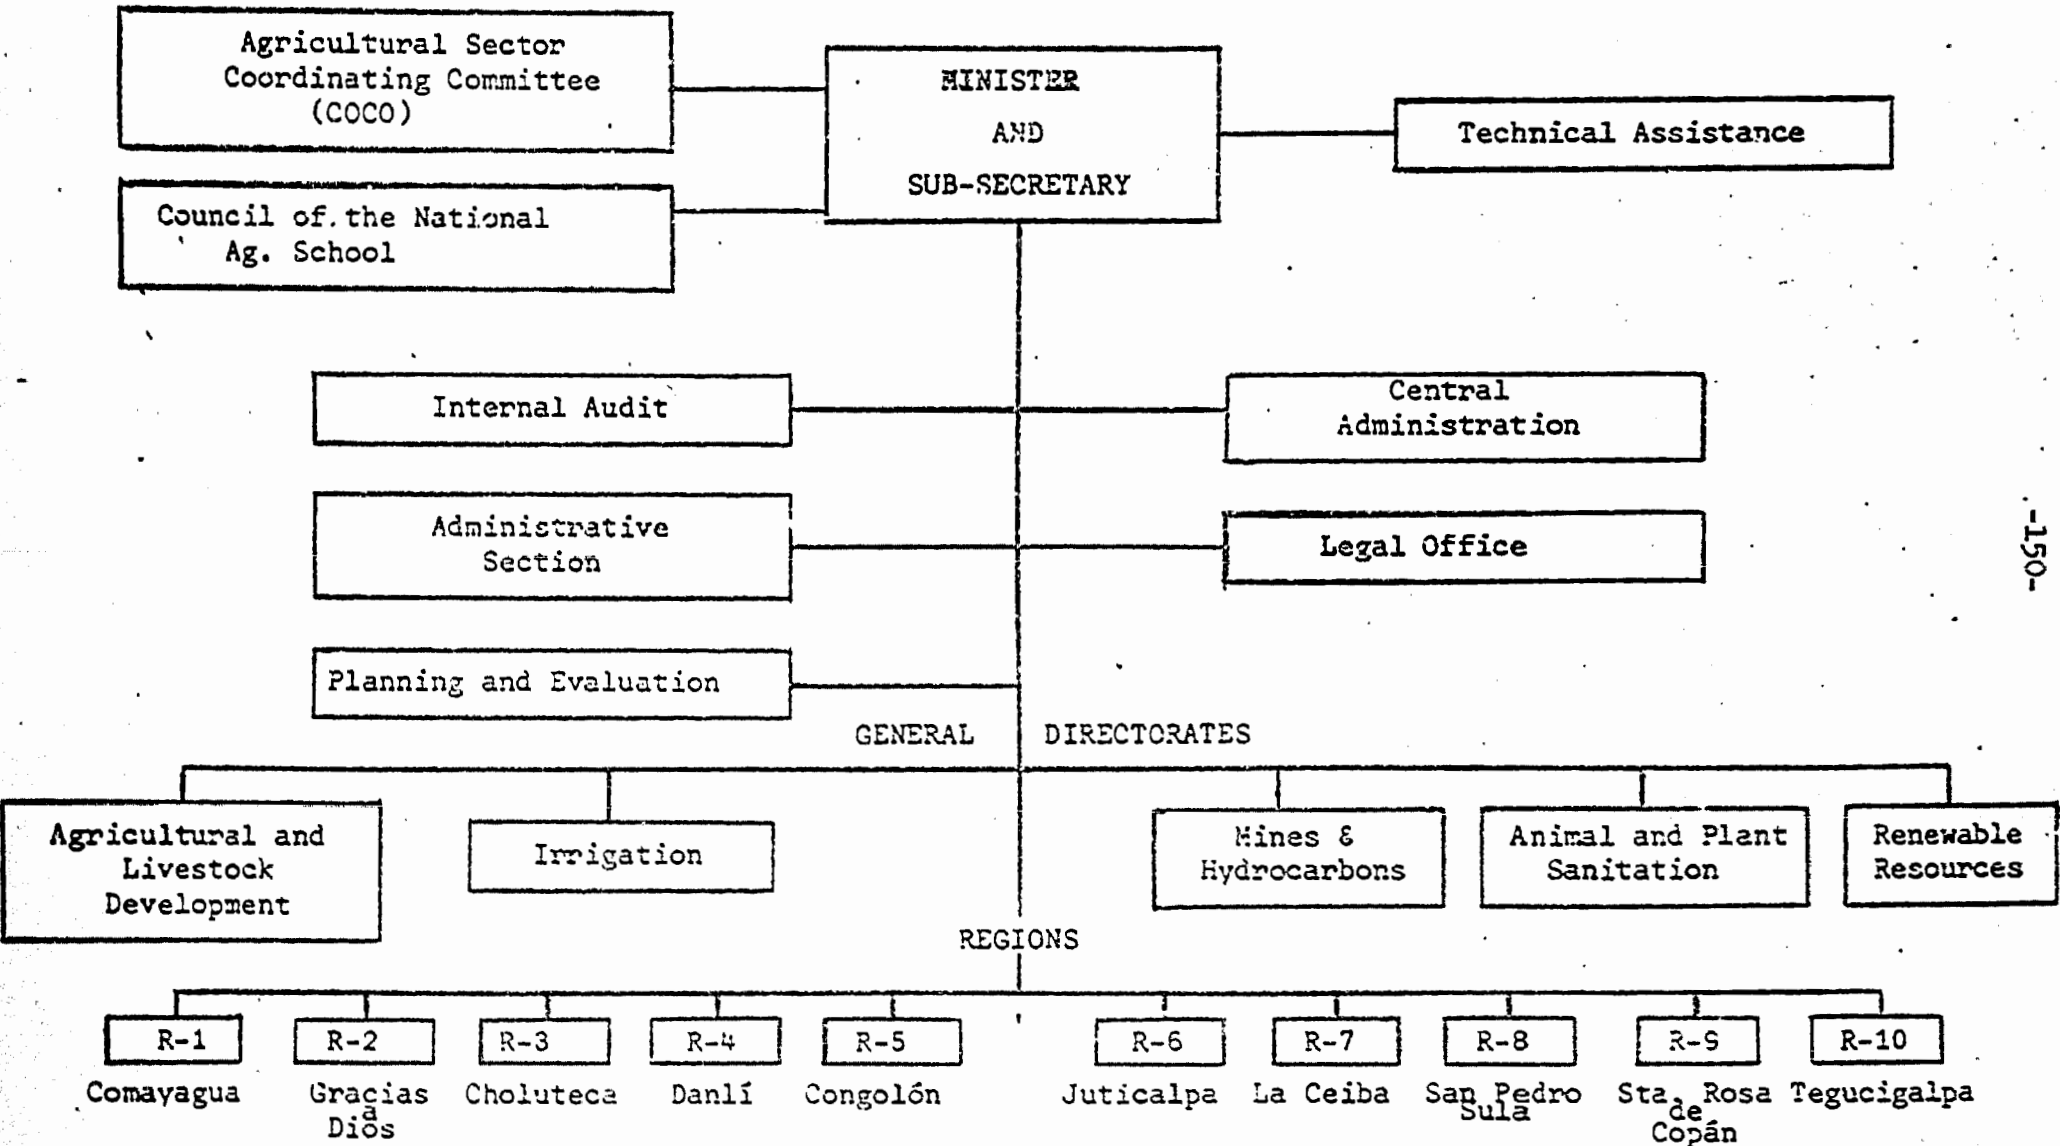 Agricultural Sector
Coordinating Committee
(COCO)
MINISTER
AND
SUB-SECRETARY
Technical Assistance
Council of the National
Ag. School
Internal Audit
Central
Administration
Administrative
Section
Legal Office
-150-
Planning and Evaluation
GENERAL DIRECTORATES
Agricultural and
Livestock
Development
Irrigation
Mines &
Hydrocarbons
Animal and Plant
Sanitation
Renewable
Resources
REGIONS
R-1
R-2
R-3
R-4
R-5
R-6
R-7
R-8
R-9
R-10
Comayagua
Gracias
a
Dios
Choluteca
Danlí
Congolón
Juticalpa
La Ceiba
San Pedro
Sula
Sta. Rosa
de
Copán
Tegucigalpa